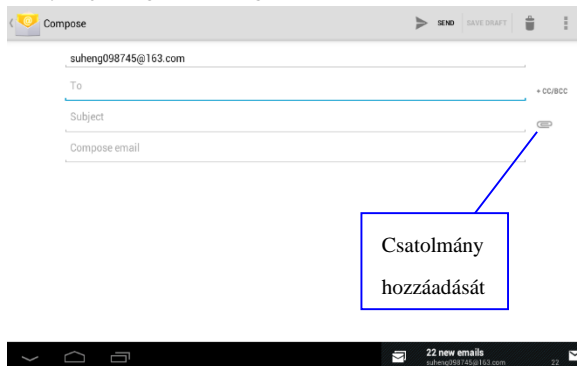 Compose
SEND
SAVE DRAFT
suheng098745@163.com
To
+ CC/BCC
Subject
Compose email
Csatolmány
hozzáadását
22 new emails
suheng098745@163.com
22